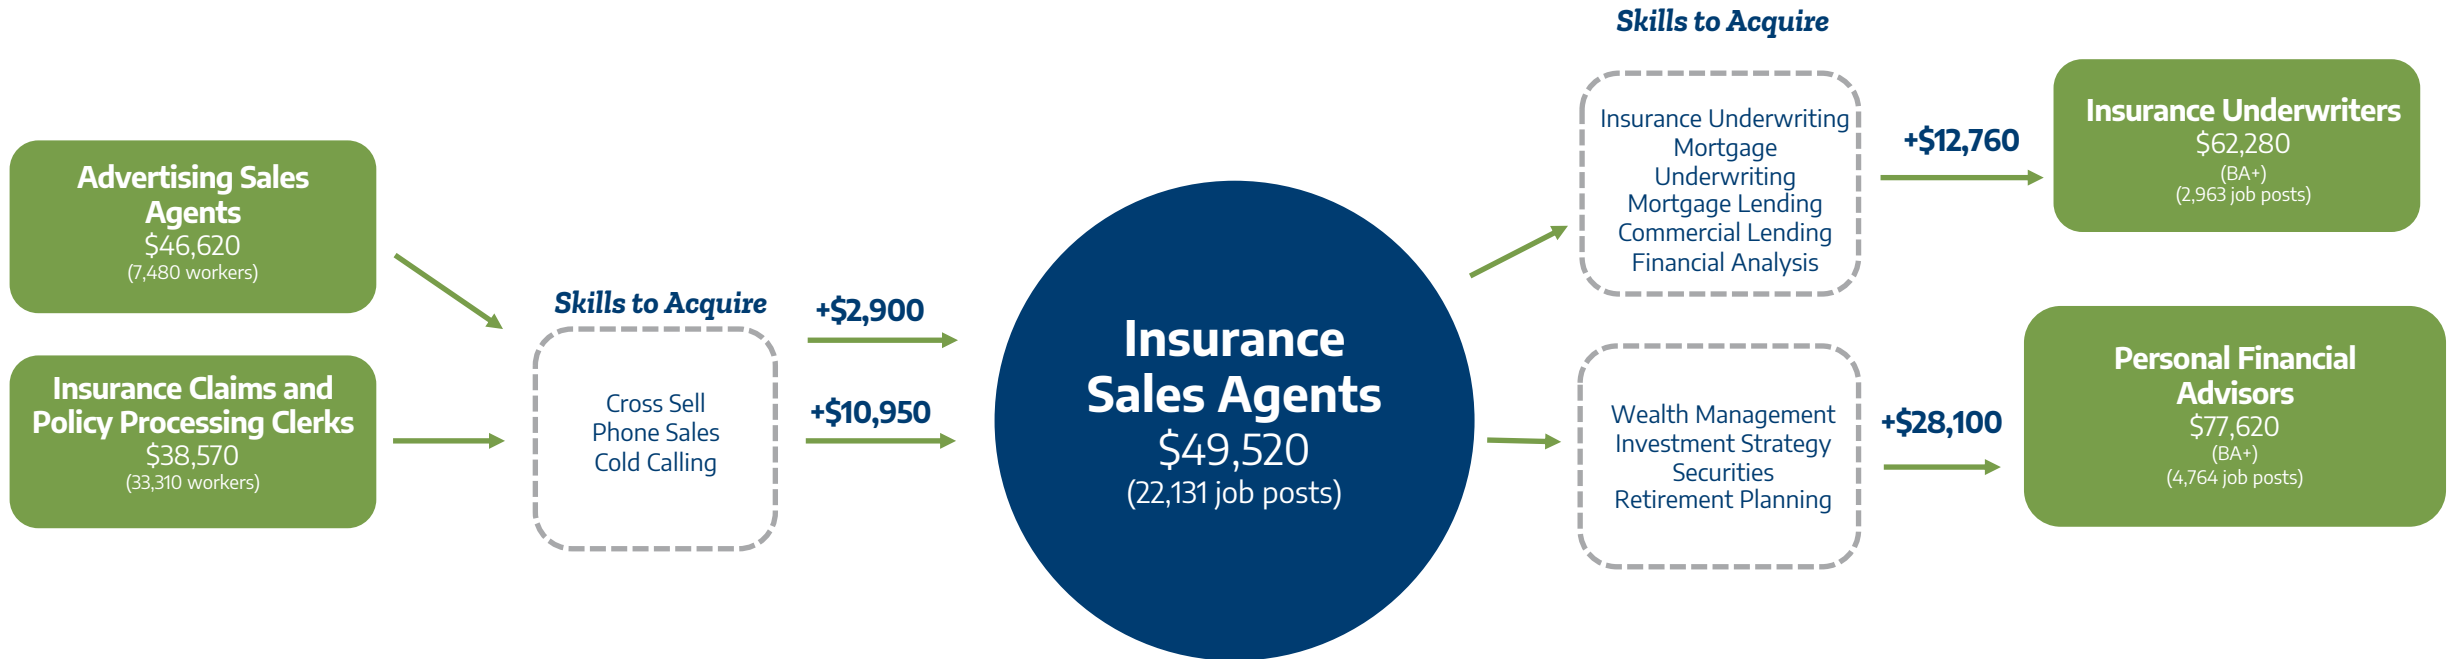 Advertising Sales
Agents
$46,620
(7,480 workers)
Insurance Claims and
Policy Processing Clerks
$38,570
(33,310 workers)
Skills to Acquire
Cross Sell
Phone Sales
Cold Calling
+$2,900
+$10,950
Insurance
Sales Agents
$49,520
(22,131 job posts)
Skills to Acquire
Insurance Underwriting
Mortgage
Underwriting
Mortgage Lending
Commercial Lending
Financial Analysis
+$12,760
Insurance Underwriters
$62,280
(BA+)
(2,963 job posts)
Wealth Management
Investment Strategy
Securities
Retirement Planning
+$28,100
Personal Financial
Advisors
$77,620
(BA+)
(4,764 job posts)